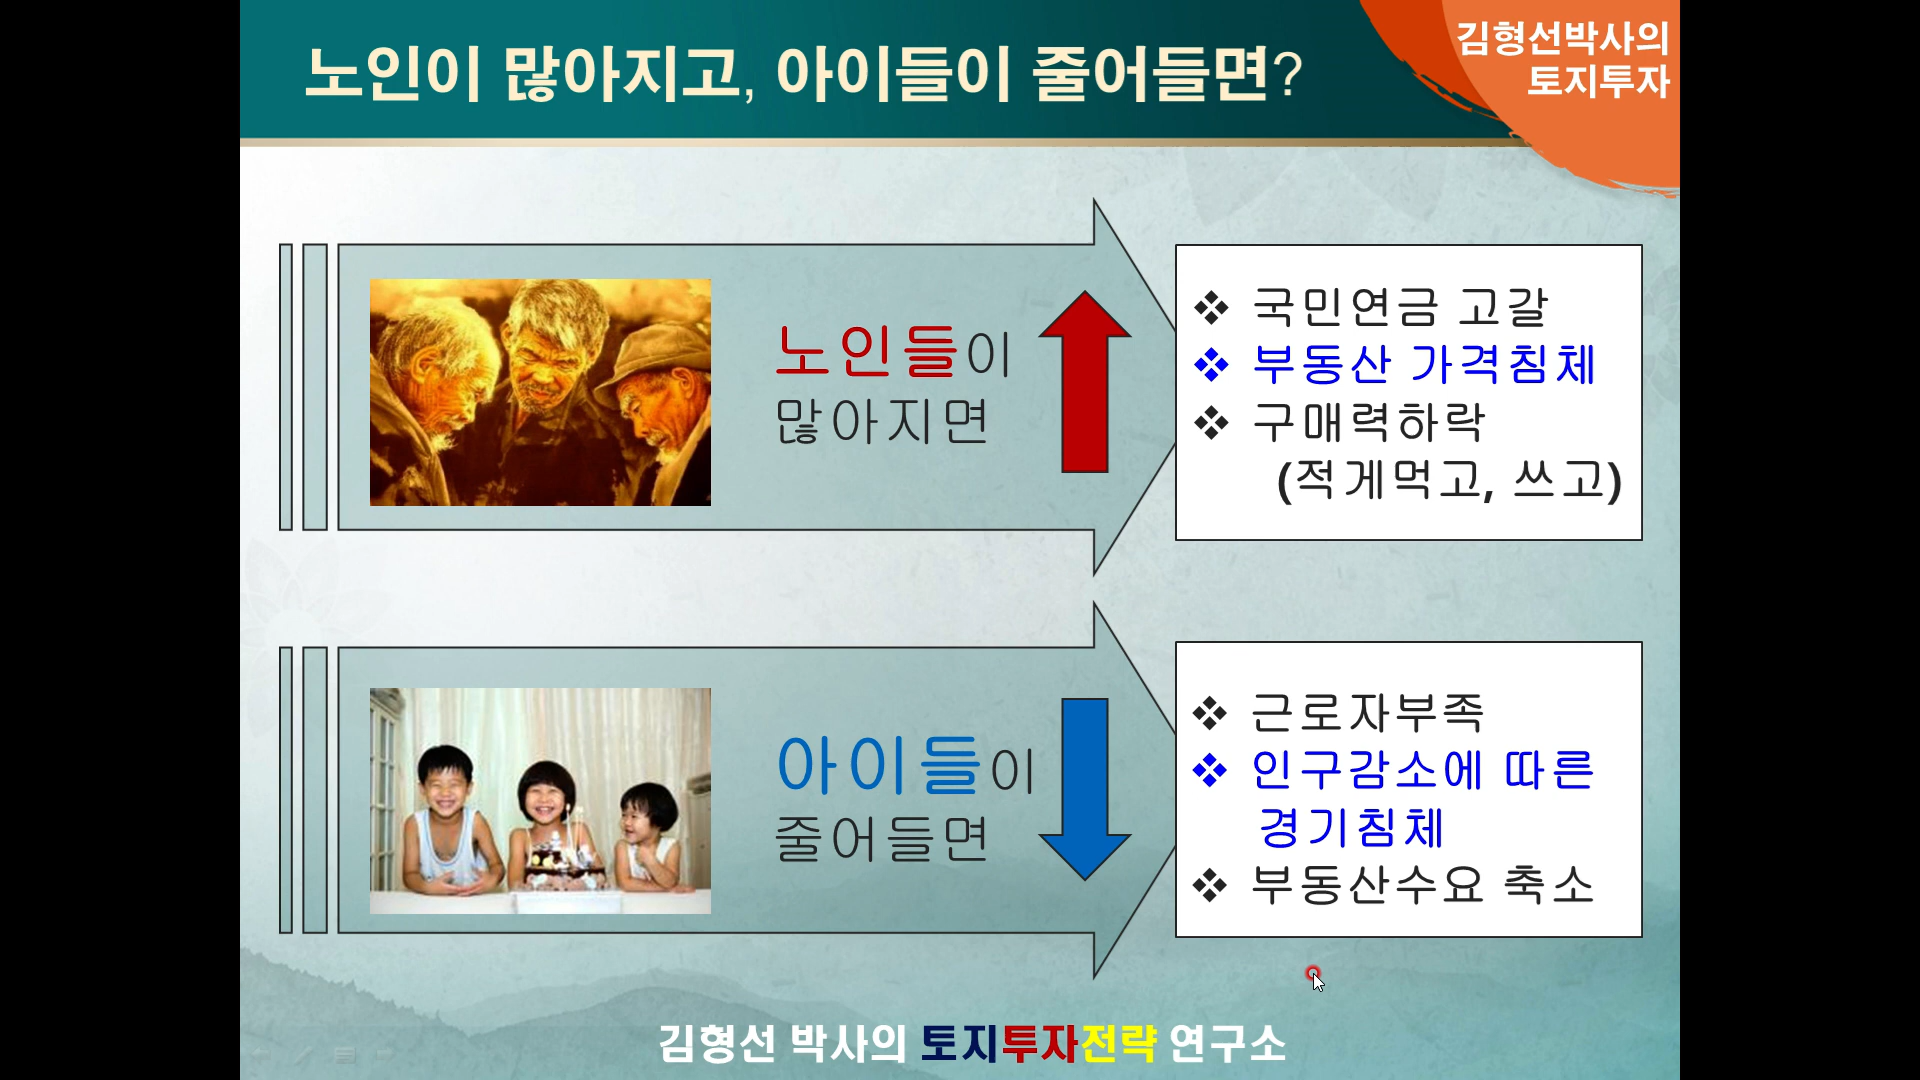 노인이 많아지고, 아이들이 줄어들면?
김형선박사의
토지투자
노인들이
많아지면
❖ 국민연금 고갈
❖ 부동산 가격침체
❖ 구매력하락
(적게먹고, 쓰고)
아이들이
줄어들면
❖ 근로자부족
❖ 인구감소에 따른
경기침체
❖ 부동산수요 축소
김형선 박사의 토지투자전략 연구소